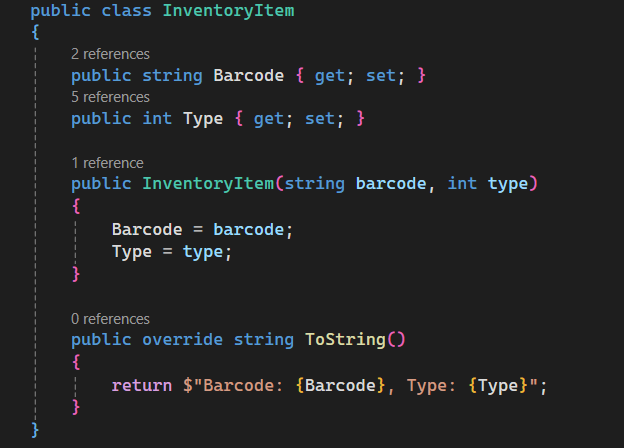 public class InventoryItem
{
2 references
public string Barcode { get; set; }
5 references
public int Type { get; set; }
1 reference
public InventoryItem(string barcode, int type)
{
Barcode = barcode;
Type = type;
}
0 references
public override string ToString()
{
return $"Barcode: {Barcode}, Type: {Type}";
}
}